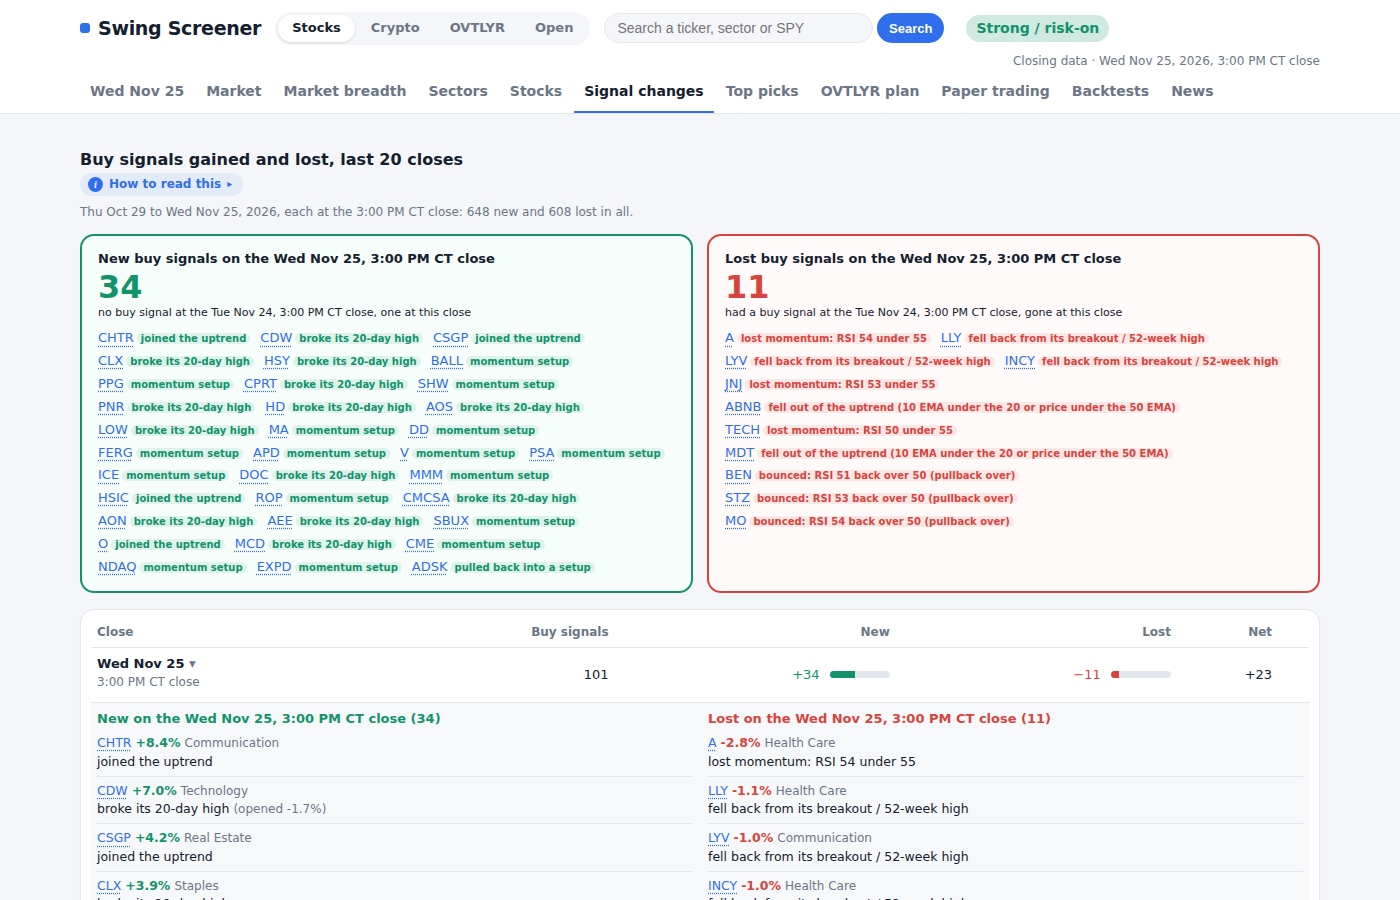 Swing Screener Stocks Crypto OVTLYR Open Search a ticker, sector or SPY Search Strong / risk-on
Closing data · Wed Nov 25, 2026, 3:00 PM CT close
Wed Nov 25 Market Market breadth Sectors Stocks Signal changes Top picks OVTLYR plan Paper trading Backtests News
Buy signals gained and lost, last 20 closes
i How to read this ▸
Thu Oct 29 to Wed Nov 25, 2026, each at the 3:00 PM CT close: 648 new and 608 lost in all.
New buy signals on the Wed Nov 25, 3:00 PM CT close
34
no buy signal at the Tue Nov 24, 3:00 PM CT close, one at this close
CHTR joined the uptrend CDW broke its 20-day high CSGP joined the uptrend
CLX broke its 20-day high HSY broke its 20-day high BALL momentum setup
PPG momentum setup CPRT broke its 20-day high SHW momentum setup
PNR broke its 20-day high HD broke its 20-day high AOS broke its 20-day high
LOW broke its 20-day high MA momentum setup DD momentum setup
FERG momentum setup APD momentum setup V momentum setup PSA momentum setup
ICE momentum setup DOC broke its 20-day high MMM momentum setup
HSIC joined the uptrend ROP momentum setup CMCSA broke its 20-day high
AON broke its 20-day high AEE broke its 20-day high SBUX momentum setup
O joined the uptrend MCD broke its 20-day high CME momentum setup
NDAQ momentum setup EXPD momentum setup ADSK pulled back into a setup
Lost buy signals on the Wed Nov 25, 3:00 PM CT close
11
had a buy signal at the Tue Nov 24, 3:00 PM CT close, gone at this close
A lost momentum: RSI 54 under 55 LLY fell back from its breakout / 52-week high
LYV fell back from its breakout / 52-week high INCY fell back from its breakout / 52-week high
JNJ lost momentum: RSI 53 under 55
ABNB fell out of the uptrend (10 EMA under the 20 or price under the 50 EMA)
TECH lost momentum: RSI 50 under 55
MDT fell out of the uptrend (10 EMA under the 20 or price under the 50 EMA)
BEN bounced: RSI 51 back over 50 (pullback over)
STZ bounced: RSI 53 back over 50 (pullback over)
MO bounced: RSI 54 back over 50 (pullback over)
Close Buy signals New Lost Net
Wed Nov 25 ▾
3:00 PM CT close
101 +34 −11 +23
New on the Wed Nov 25, 3:00 PM CT close (34)
CHTR +8.4% Communication
joined the uptrend
CDW +7.0% Technology
broke its 20-day high (opened -1.7%)
CSGP +4.2% Real Estate
joined the uptrend
CLX +3.9% Staples
Lost on the Wed Nov 25, 3:00 PM CT close (11)
A -2.8% Health Care
lost momentum: RSI 54 under 55
LLY -1.1% Health Care
fell back from its breakout / 52-week high
LYV -1.0% Communication
fell back from its breakout / 52-week high
INCY -1.0% Health Care